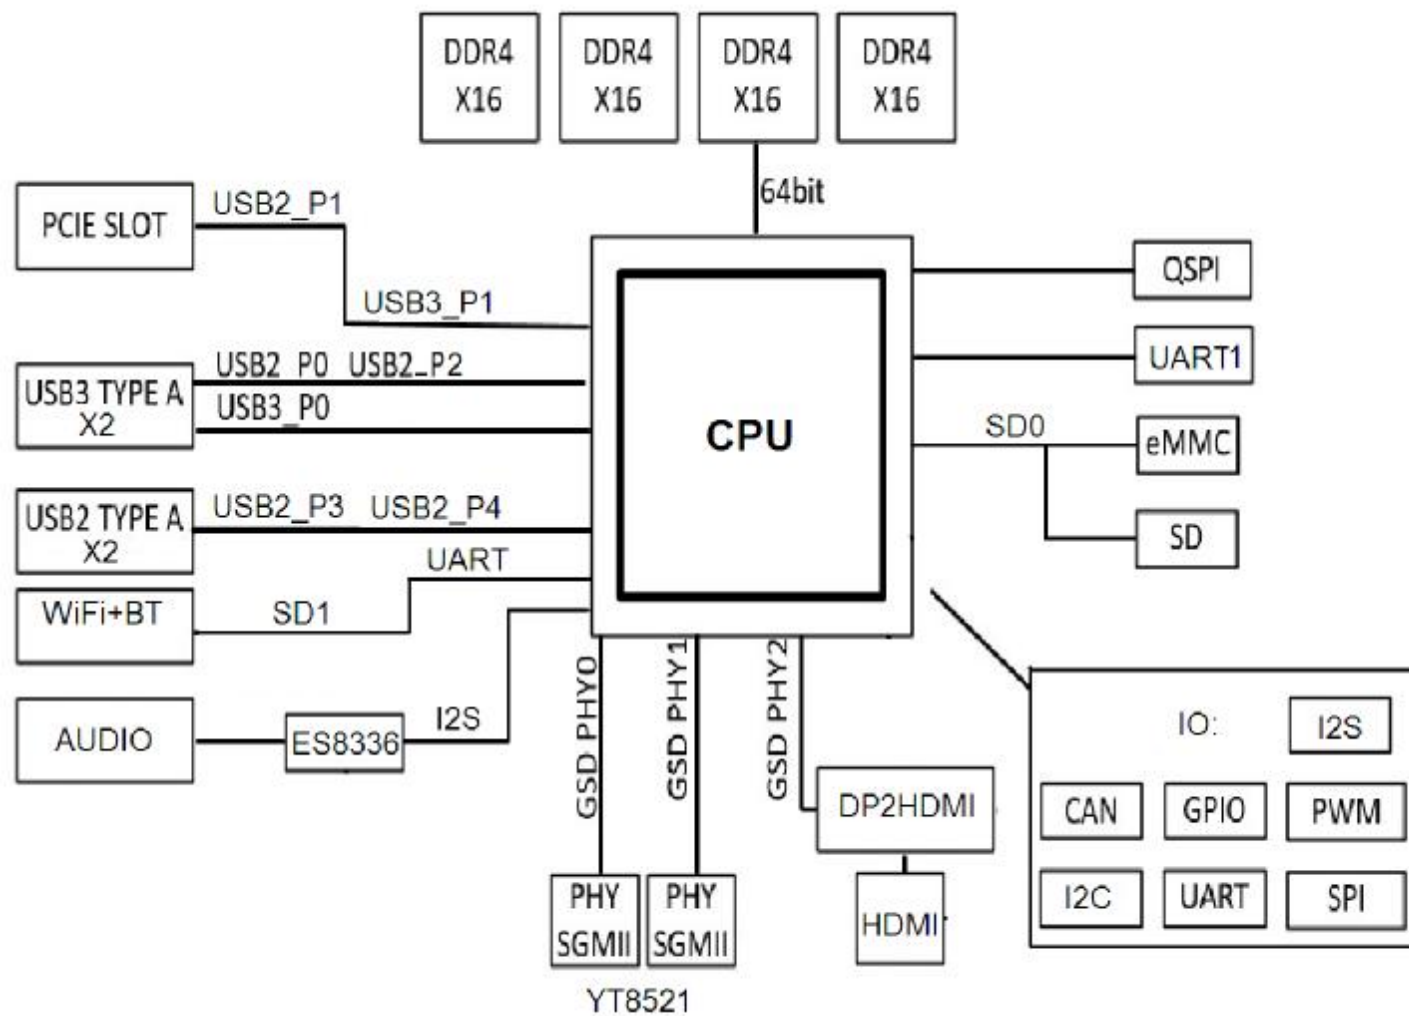 DDR4
X16
DDR4
X16
DDR4
X16
DDR4
X16
64bit
PCIE SLOT
USB2_P1
USB3_P1
USB3 TYPE A
X2
USB2_P0 USB2_P2
USB3_P0
USB2 TYPE A
X2
USB2_P3 USB2_P4
UART
WiFi+BT
SD1
AUDIO
ES8336
I2S
CPU
QSPI
UART1
SD0
eMMC
SD
GSD PHY0
GSD PHY1
GSD PHY2
PHY
SGMII
PHY
SGMII
YT8521
DP2HDMI
HDMI
IO:
I2S
CAN
GPIO
PWM
I2C
UART
SPI